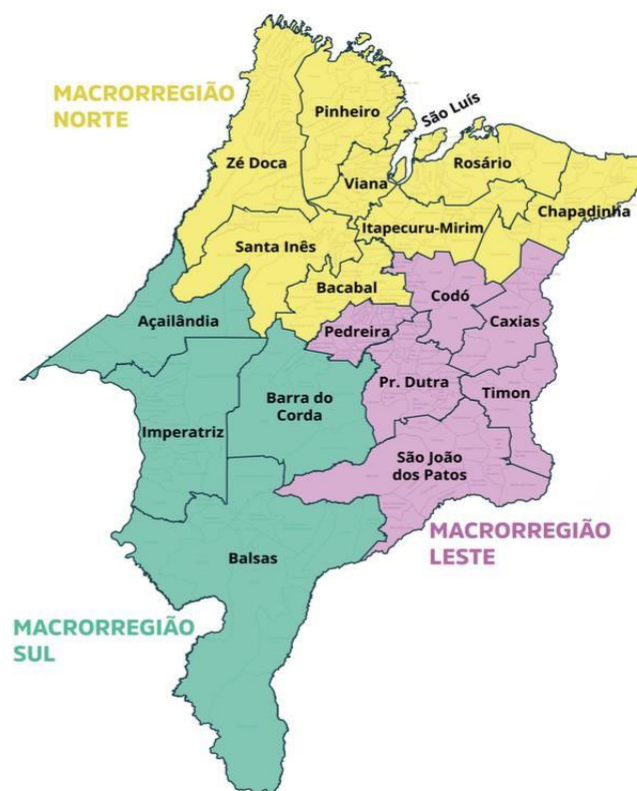 MACRORREGIÃO
NORTE
Pinheiro
São Luís
Zé Doca
Viana
Rosário
Chapadinha
Itapecuru-Mirim
Santa Inês
Bacabal
Codó
Açailândia
Pedreira
Caxias
Pr. Dutra
Timon
Barra do
Corda
Imperatriz
São João
dos Patos
MACRORREGIÃO
LESTE
Balsas
MACRORREGIÃO
SUL